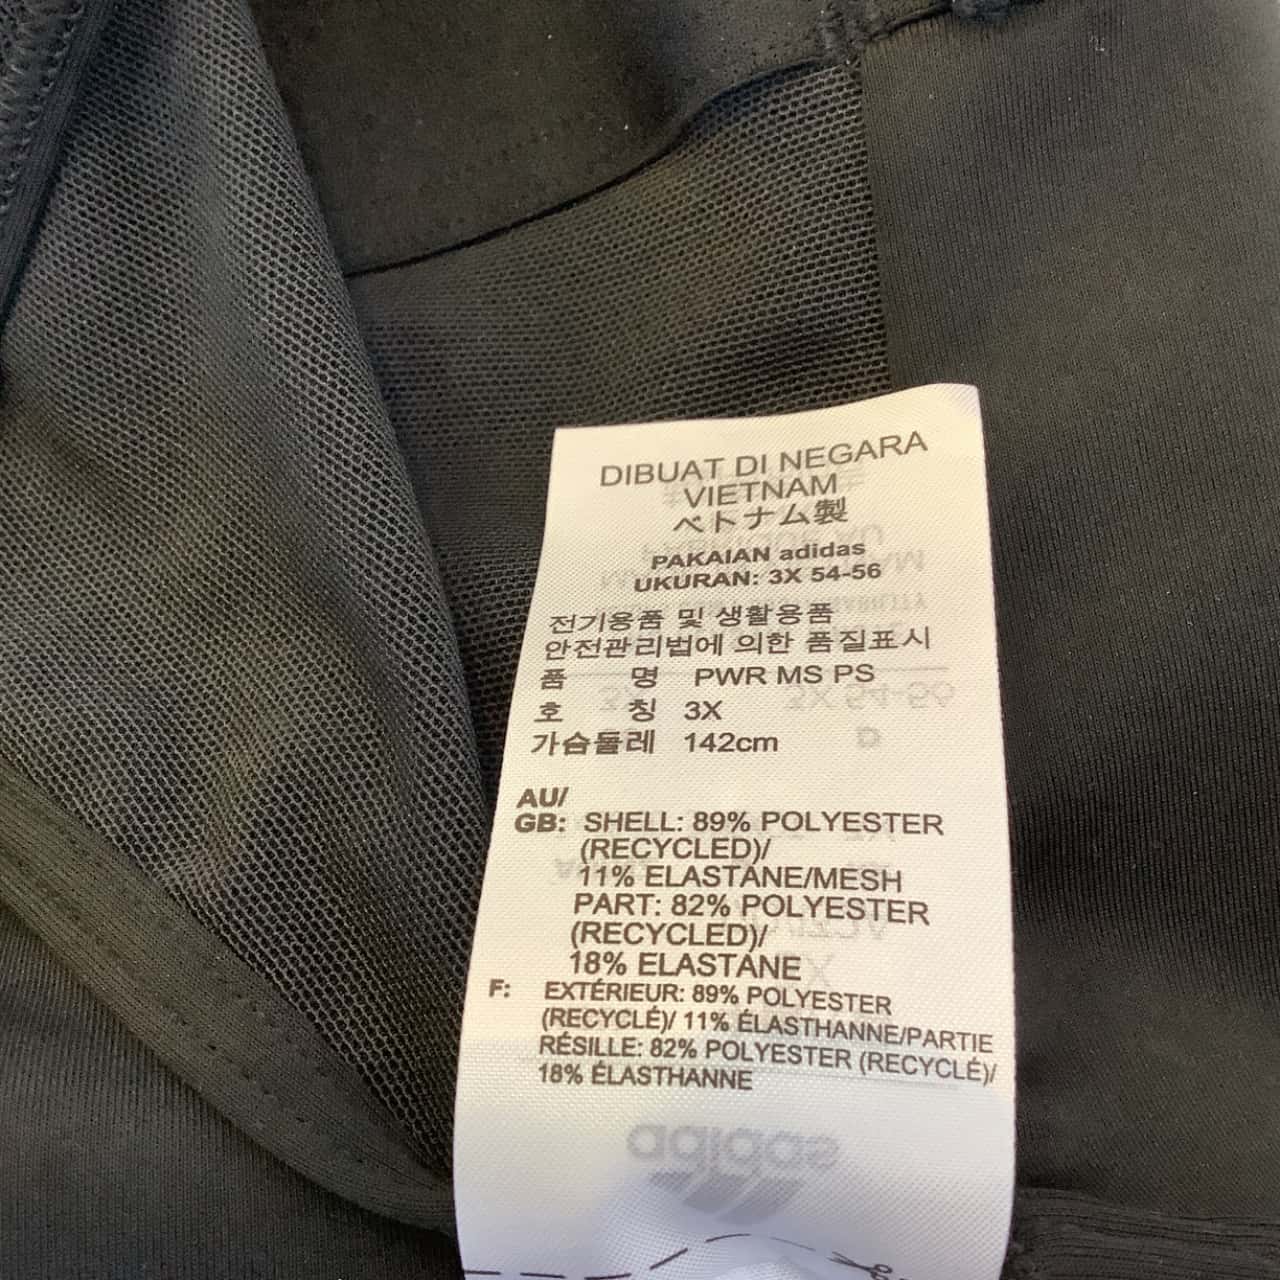 DIBUAT DI NEGARA
VIETNAM
ベトナム製
PAKAIAN adidas
UKURAN: 3X 54-56
전기용품 및 생활용품
안전관리법에 의한 품질표시
품 명 PWR MS PS
호 칭 3X
가슴둘레 142cm
AU/
GB: SHELL: 89% POLYESTER
(RECYCLED)/
11% ELASTANE/MESH
PART: 82% POLYESTER
(RECYCLED)/
18% ELASTANE
F: EXTÉRIEUR: 89% POLYESTER
(RECYCLÉ)/ 11% ÉLASTHANNE/PARTIE
RÉSILLE: 82% POLYESTER (RECYCLÉ)/
18% ÉLASTHANNE
adidas